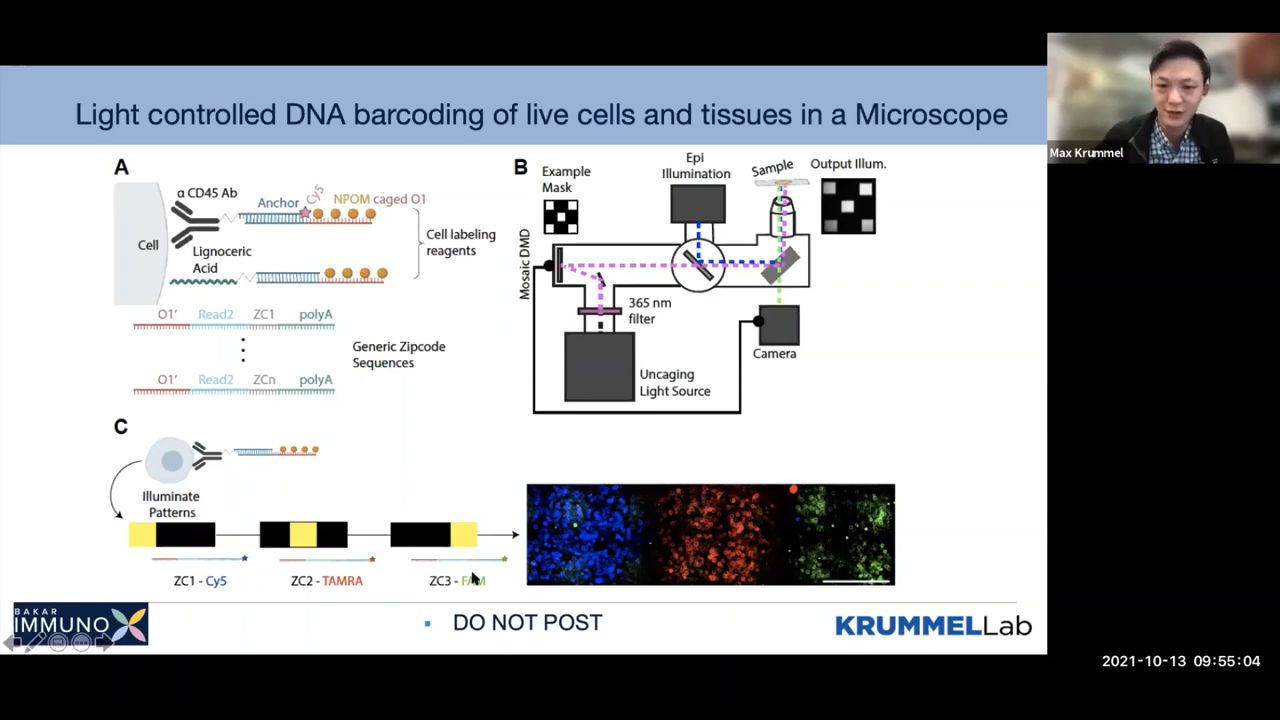 Light controlled DNA barcoding of live cells and tissues in a Microscope
Max Krummel
A
α CD45 Ab
Anchor
Cy5
NPOM caged O1
Cell
Lignoceric
Acid
Cell labeling
reagents
O1'
Read2
ZC1
polyA
Generic Zipcode
Sequences
O1'
Read2
ZCn
polyA
B
Example
Mask
Epi
Illumination
Sample
Output Illum.
Mosaic DMD
365 nm
filter
Camera
Uncaging
Light Source
C
Illuminate
Patterns
ZC1 - Cy5
ZC2 - TAMRA
ZC3 - FAM
BAKAR
IMMUNO
DO NOT POST
KRUMMELLab
2021-10-13 09:55:04